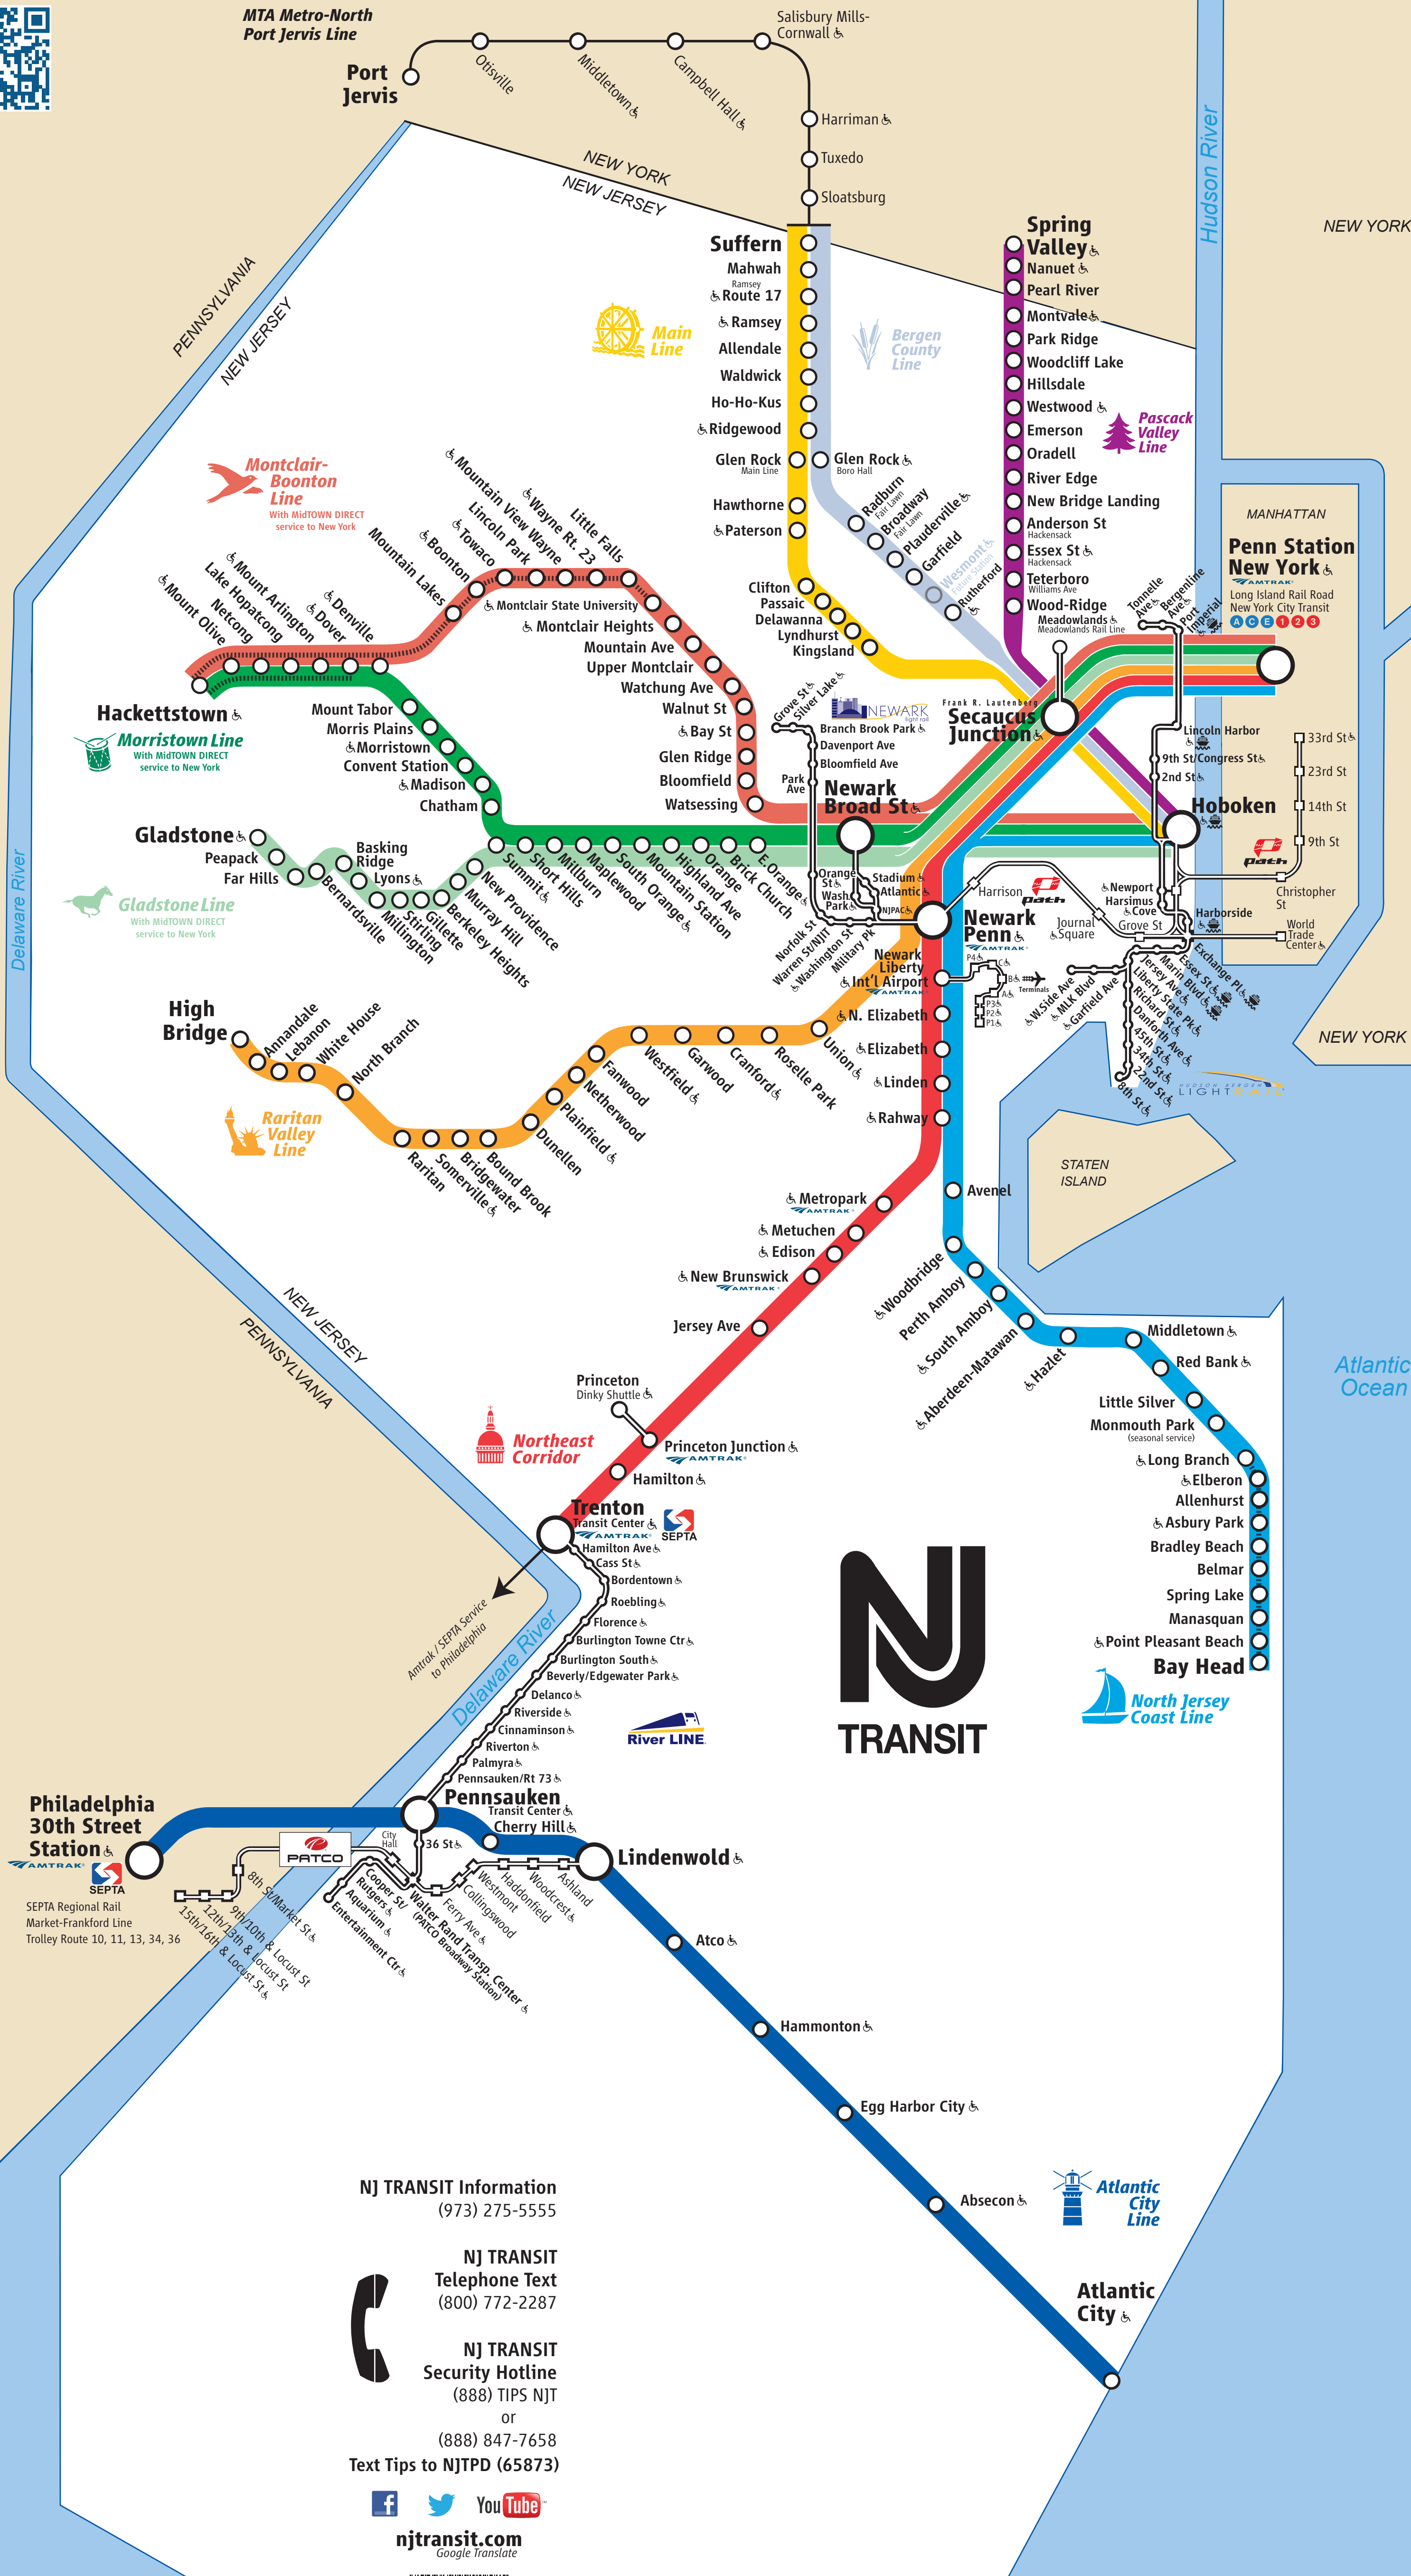 MTA Metro-North
Port Jervis Line
Port
Jervis
Otisville
Middletown
Campbell Hall
Salisbury Mills-
Cornwall
Harriman
Tuxedo
Sloatsburg
NEW YORK
NEW JERSEY
Hudson River
NEW YORK
PENNSYLVANIA
NEW JERSEY
Suffern
Mahwah
Ramsey
Route 17
Ramsey
Allendale
Waldwick
Ho-Ho-Kus
Ridgewood
Glen Rock
Main Line
Hawthorne
Paterson
Clifton
Passaic
Delawanna
Lyndhurst
Kingsland
Main
Line
Bergen
County
Line
Glen Rock
Boro Hall
Radburn
Fair Lawn
Broadway
Fair Lawn
Plauderville
Garfield
Wesmont
Future Station
Rutherford
Spring
Valley
Nanuet
Pearl River
Montvale
Park Ridge
Woodcliff Lake
Hillsdale
Westwood
Emerson
Oradell
River Edge
New Bridge Landing
Anderson St
Hackensack
Essex St
Hackensack
Teterboro
Williams Ave
Wood-Ridge
Meadowlands
Meadowlands Rail Line
Pascack
Valley
Line
MANHATTAN
Penn Station
New York
AMTRAK
Long Island Rail Road
New York City Transit
A C E 1 2 3
Tonnelle
Ave
Bergenline
Ave
Port
Imperial
Montclair-
Boonton
Line
With MidTOWN DIRECT
service to New York
Mount Olive
Netcong
Lake Hopatcong
Mount Arlington
Dover
Denville
Mountain Lakes
Boonton
Towaco
Lincoln Park
Mountain View Wayne
Wayne Rt. 23
Little Falls
Montclair State University
Montclair Heights
Mountain Ave
Upper Montclair
Watchung Ave
Walnut St
Bay St
Glen Ridge
Bloomfield
Watsessing
Hackettstown
Morristown Line
With MidTOWN DIRECT
service to New York
Mount Tabor
Morris Plains
Morristown
Convent Station
Madison
Chatham
Gladstone
Peapack
Far Hills
Bernardsville
Basking
Ridge
Lyons
Millington
Stirling
Gillette
Berkeley Heights
Murray Hill
New Providence
Gladstone Line
With MidTOWN DIRECT
service to New York
Summit
Short Hills
Milburn
Maplewood
South Orange
Mountain Station
Highland Ave
Orange
Brick Church
E.Orange
Grove St
Silver Lake
NEWARK
light rail
Branch Brook Park
Davenport Ave
Bloomfield Ave
Park
Ave
Newark
Broad St
Orange
St
Wash.
Park
Stadium
Atlantic
NJPAC
Norfolk St
Warren St/NJIT
Washington St
Military Pk
Frank R. Lautenberg
Secaucus
Junction
Lincoln Harbor
9th St/Congress St
2nd St
Hoboken
33rd St
23rd St
14th St
9th St
path
Christopher
St
World
Trade
Center
Harrison
path
Journal
Square
Newport
Harsimus
Cove
Grove St
Harborside
Exchange Pl
Essex St
Marin Blvd
Jersey Ave
Liberty State Pk
Richard St
Danforth Ave
45th St
34th St
22nd St
8th St
W.Side Ave
MLK Blvd
Garfield Ave
HUDSON BERGEN
LIGHT RAIL
Newark
Penn
AMTRAK
Newark
Liberty
Int'l Airport
AMTRAK
P4
C
B
A
P3
P2
P1
Terminals
N. Elizabeth
Elizabeth
Linden
Rahway
Delaware River
High
Bridge
Annandale
Lebanon
White House
North Branch
Raritan
Somerville
Bridgewater
Bound Brook
Dunellen
Plainfield
Netherwood
Fanwood
Westfield
Garwood
Cranford
Roselle Park
Union
Raritan
Valley
Line
NEW YORK
STATEN
ISLAND
Metropark
AMTRAK
Metuchen
Edison
New Brunswick
AMTRAK
Jersey Ave
Princeton
Dinky Shuttle
Princeton Junction
AMTRAK
Hamilton
Northeast
Corridor
Trenton
Transit Center
AMTRAK
SEPTA
NEW JERSEY
PENNSYLVANIA
Avenel
Woodbridge
Perth Amboy
South Amboy
Aberdeen-Matawan
Hazlet
Middletown
Red Bank
Little Silver
Monmouth Park
(seasonal service)
Long Branch
Elberon
Allenhurst
Asbury Park
Bradley Beach
Belmar
Spring Lake
Manasquan
Point Pleasant Beach
Bay Head
North Jersey
Coast Line
Atlantic
Ocean
Amtrak / SEPTA Service
to Philadelphia
Delaware River
Hamilton Ave
Cass St
Bordentown
Roebling
Florence
Burlington Towne Ctr
Burlington South
Beverly/Edgewater Park
Delanco
Riverside
Cinnaminson
Riverton
Palmyra
Pennsauken/Rt 73
River LINE
NJ
TRANSIT
Pennsauken
Transit Center
Cherry Hill
36 St
Philadelphia
30th Street
Station
AMTRAK
SEPTA
SEPTA Regional Rail
Market-Frankford Line
Trolley Route 10, 11, 13, 34, 36
PATCO
City
Hall
8th St/Market St
9th/10th & Locust St
12th/13th & Locust St
15th/16th & Locust St
Cooper St/
Rutgers
Aquarium
Entertainment Ctr
Walter Rand Transp. Center
(PATCO Broadway Station)
Ferry Ave
Collingswood
Westmont
Haddonfield
Woodcrest
Ashland
Lindenwold
Atco
Hammonton
Egg Harbor City
Absecon
Atlantic
City
Line
Atlantic
City
NJ TRANSIT Information
(973) 275-5555
NJ TRANSIT
Telephone Text
(800) 772-2287
NJ TRANSIT
Security Hotline
(888) TIPS NJT
or
(888) 847-7658
Text Tips to NJTPD (65873)
YouTube
njtransit.com
Google Translate